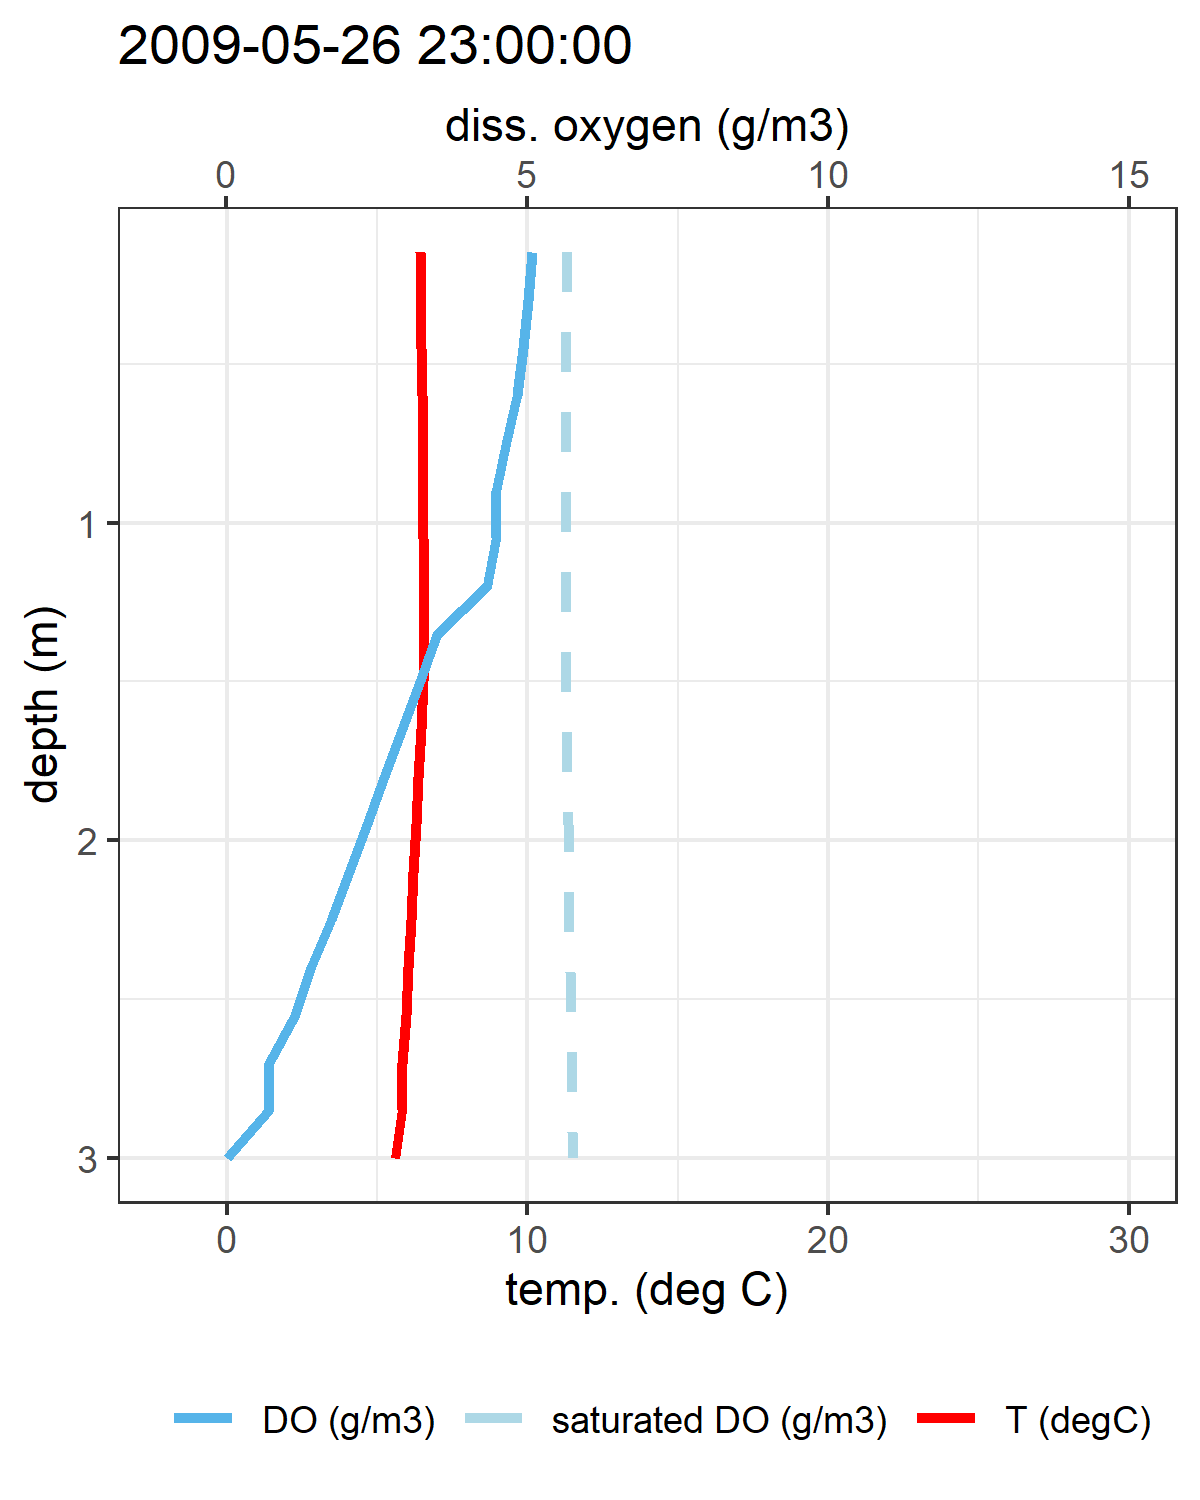 2009-05-26 23:00:00
diss. oxygen (g/m3)
0 5 10 15
depth (m)
1
2
3
0 10 20 30
temp. (deg C)
DO (g/m3) saturated DO (g/m3) T (degC)